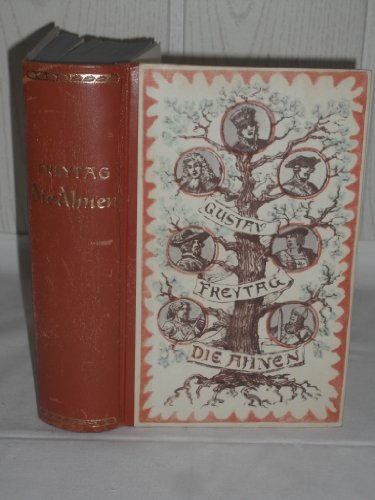 FREYTAG
Die Ahnen
GUSTAV
FREYTAG
DIE AHNEN